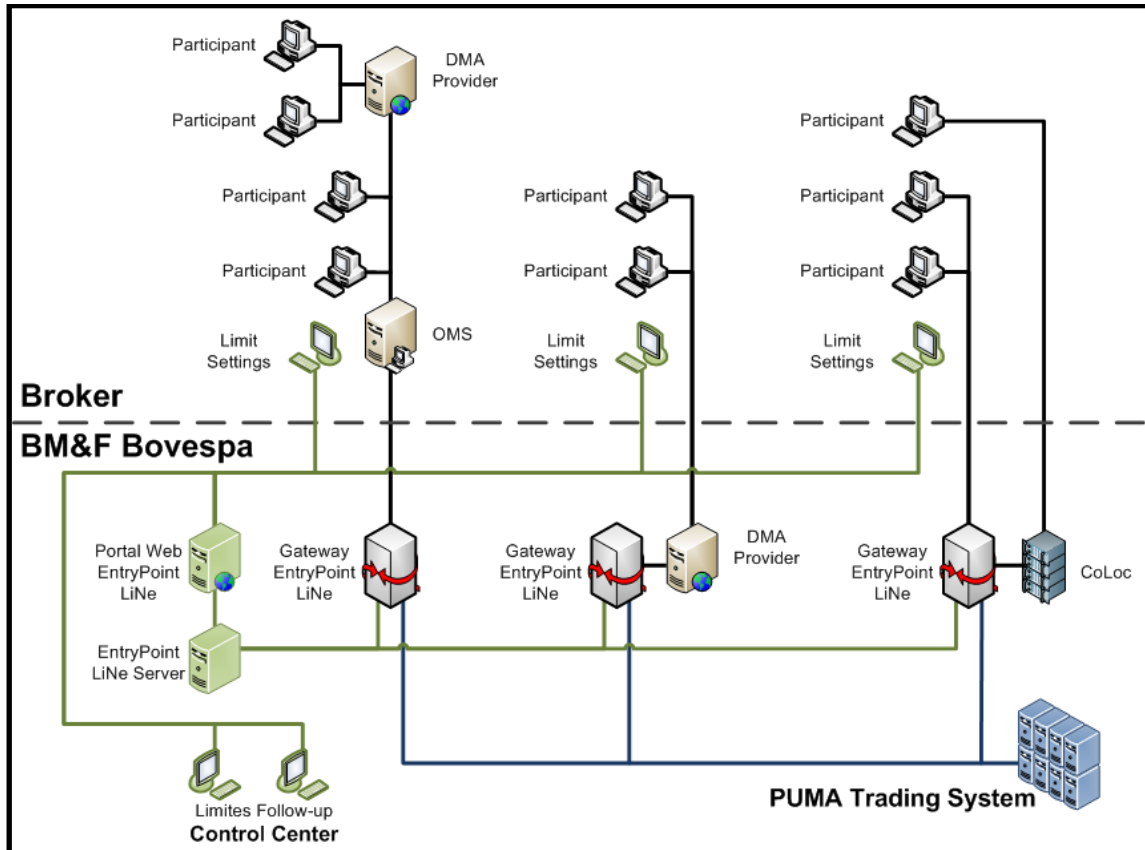 Participant
DMA
Provider
Participant
Participant
Participant
Participant
Participant
Participant
Participant
Participant
Limit
Settings
OMS
Limit
Settings
Limit
Settings
Broker
BM&F Bovespa
Portal Web
EntryPoint
LiNe
Gateway
EntryPoint
LiNe
Gateway
EntryPoint
LiNe
DMA
Provider
Gateway
EntryPoint
LiNe
CoLoc
EntryPoint
LiNe Server
Limites Follow-up
Control Center
PUMA Trading System